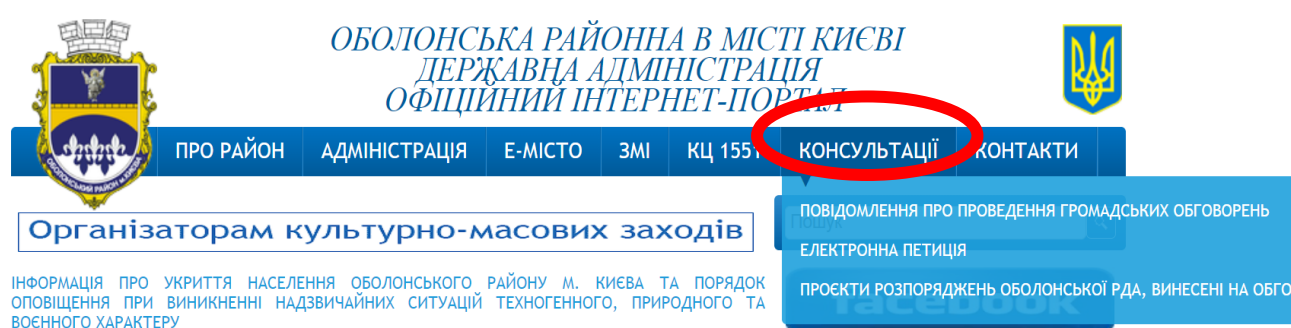 ОБОЛОНСЬКА РАЙОННА В МІСТІ КИЄВІ
ДЕРЖАВНА АДМІНІСТРАЦІЯ
ОФІЦІЙНИЙ ІНТЕРНЕТ-ПОРТАЛ
ПРО РАЙОН АДМІНІСТРАЦІЯ Е-МІСТО ЗМІ КЦ 1551 КОНСУЛЬТАЦІЇ КОНТАКТИ
ПОВІДОМЛЕННЯ ПРО ПРОВЕДЕННЯ ГРОМАДСЬКИХ ОБГОВОРЕНЬ
Пошук
Організаторам культурно-масових заходів
ЕЛЕКТРОННА ПЕТИЦІЯ
ПРОЄКТИ РОЗПОРЯДЖЕНЬ ОБОЛОНСЬКОЇ РДА, ВИНЕСЕНІ НА ОБГО
facebook
ІНФОРМАЦІЯ ПРО УКРИТТЯ НАСЕЛЕННЯ ОБОЛОНСЬКОГО РАЙОНУ М. КИЄВА ТА ПОРЯДОК
ОПОВІЩЕННЯ ПРИ ВИНИКНЕННІ НАДЗВИЧАЙНИХ СИТУАЦІЙ ТЕХНОГЕННОГО, ПРИРОДНОГО ТА
ВОЄННОГО ХАРАКТЕРУ